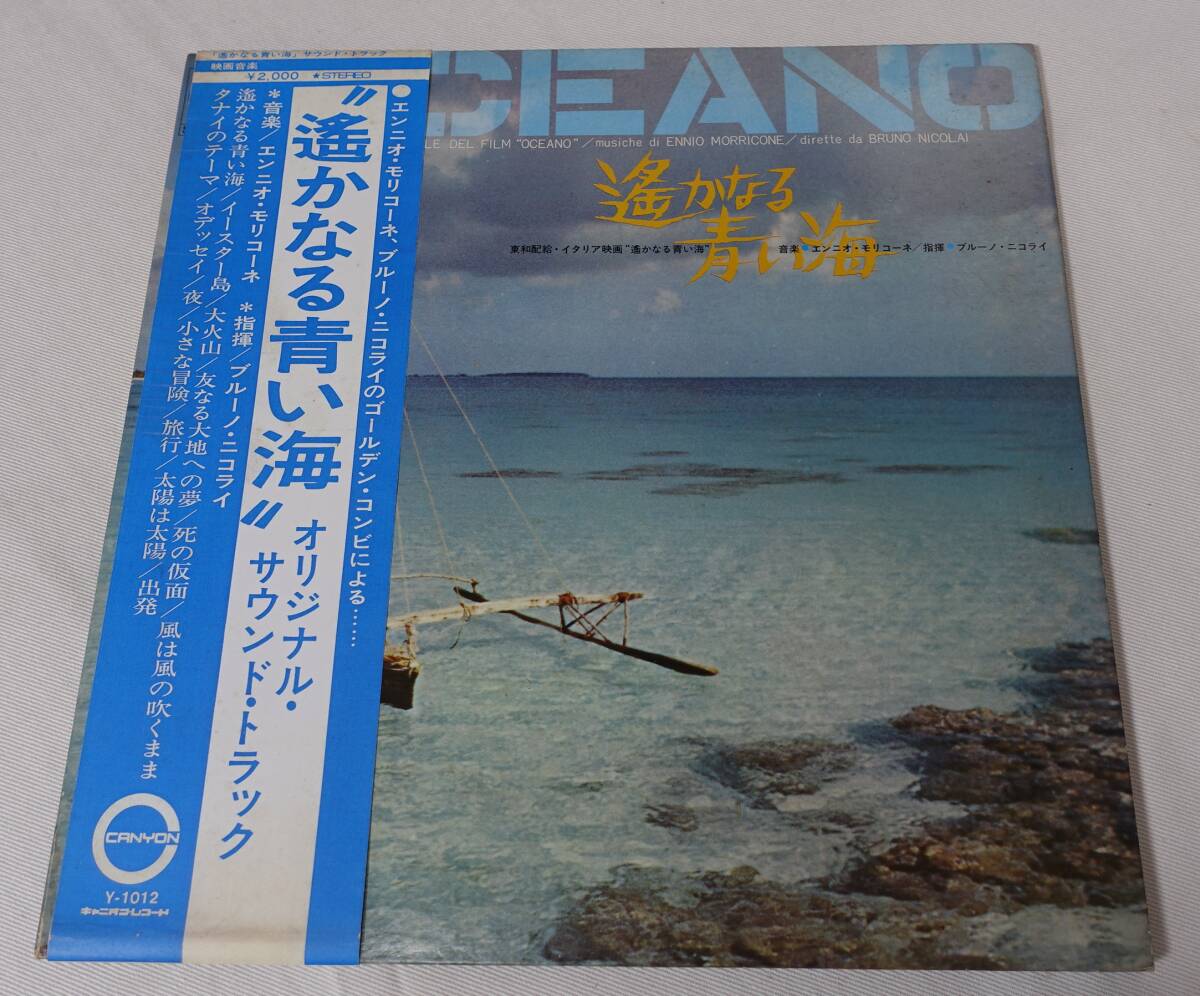 「遙かなる青い海」サウンド・トラック
映画音楽
¥2,000 ★STEREO
●エンニオ・モリコーネ、ブルーノ・ニコライのゴールデン・コンビによる……
"遙かなる青い海"
オリジナル・
サウンド・トラック
*音楽/エンニオ・モリコーネ *指揮/ブルーノ・ニコライ
遙かなる青い海/イースター島/大火山/友なる大地への夢/死の仮面/風は風の吹くまま
タナイのテーマ/オデッセイ/夜/小さな冒険/旅行/太陽は太陽/出発
CANYON
Y-1012
キャニオン・レコード
CEANO
LE DEL FILM "OCEANO"/musiche di ENNIO MORRICONE/dirette da BRUNO NICOLAI
遙かなる
青い海
東和配給・イタリア映画"遙かなる青い海" 音楽●エンニオ・モリコーネ/指揮●ブルーノ・ニコライ